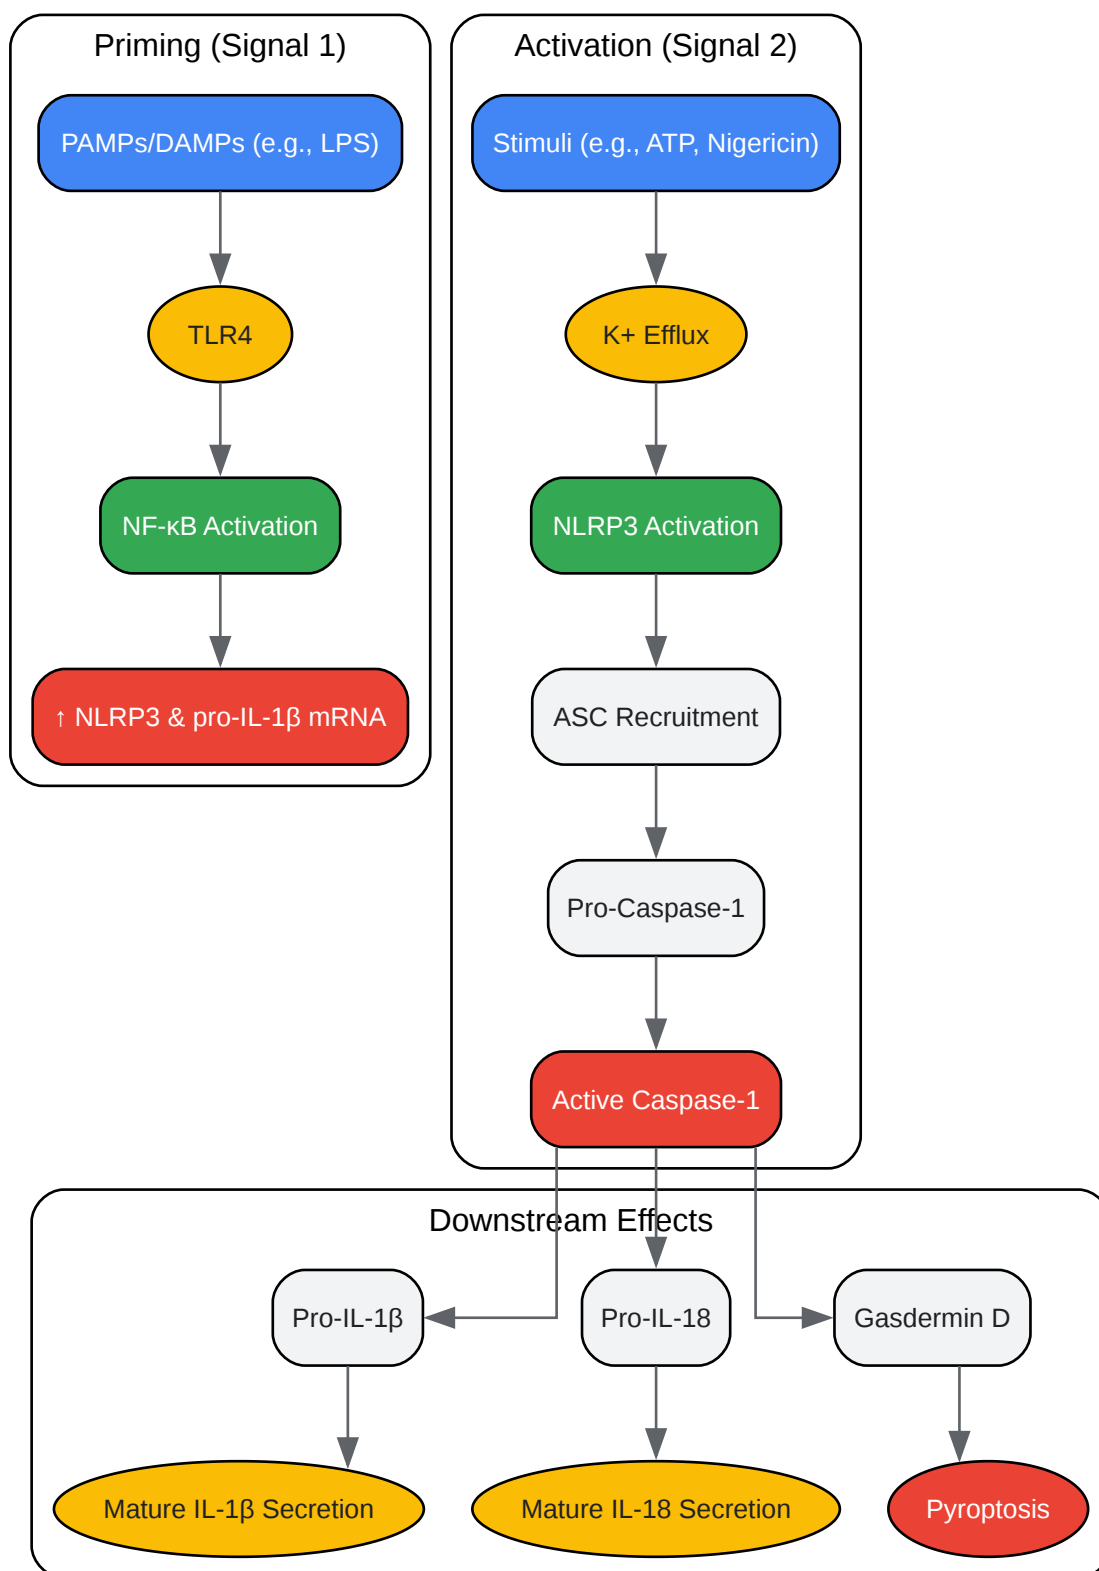 Priming (Signal 1)
PAMPs/DAMPs (e.g., LPS)
TLR4
NF-κB Activation
↑ NLRP3 & pro-IL-1β mRNA
Activation (Signal 2)
Stimuli (e.g., ATP, Nigericin)
K+ Efflux
NLRP3 Activation
ASC Recruitment
Pro-Caspase-1
Active Caspase-1
Downstream Effects
Pro-IL-1β
Pro-IL-18
Gasdermin D
Mature IL-1β Secretion
Mature IL-18 Secretion
Pyroptosis